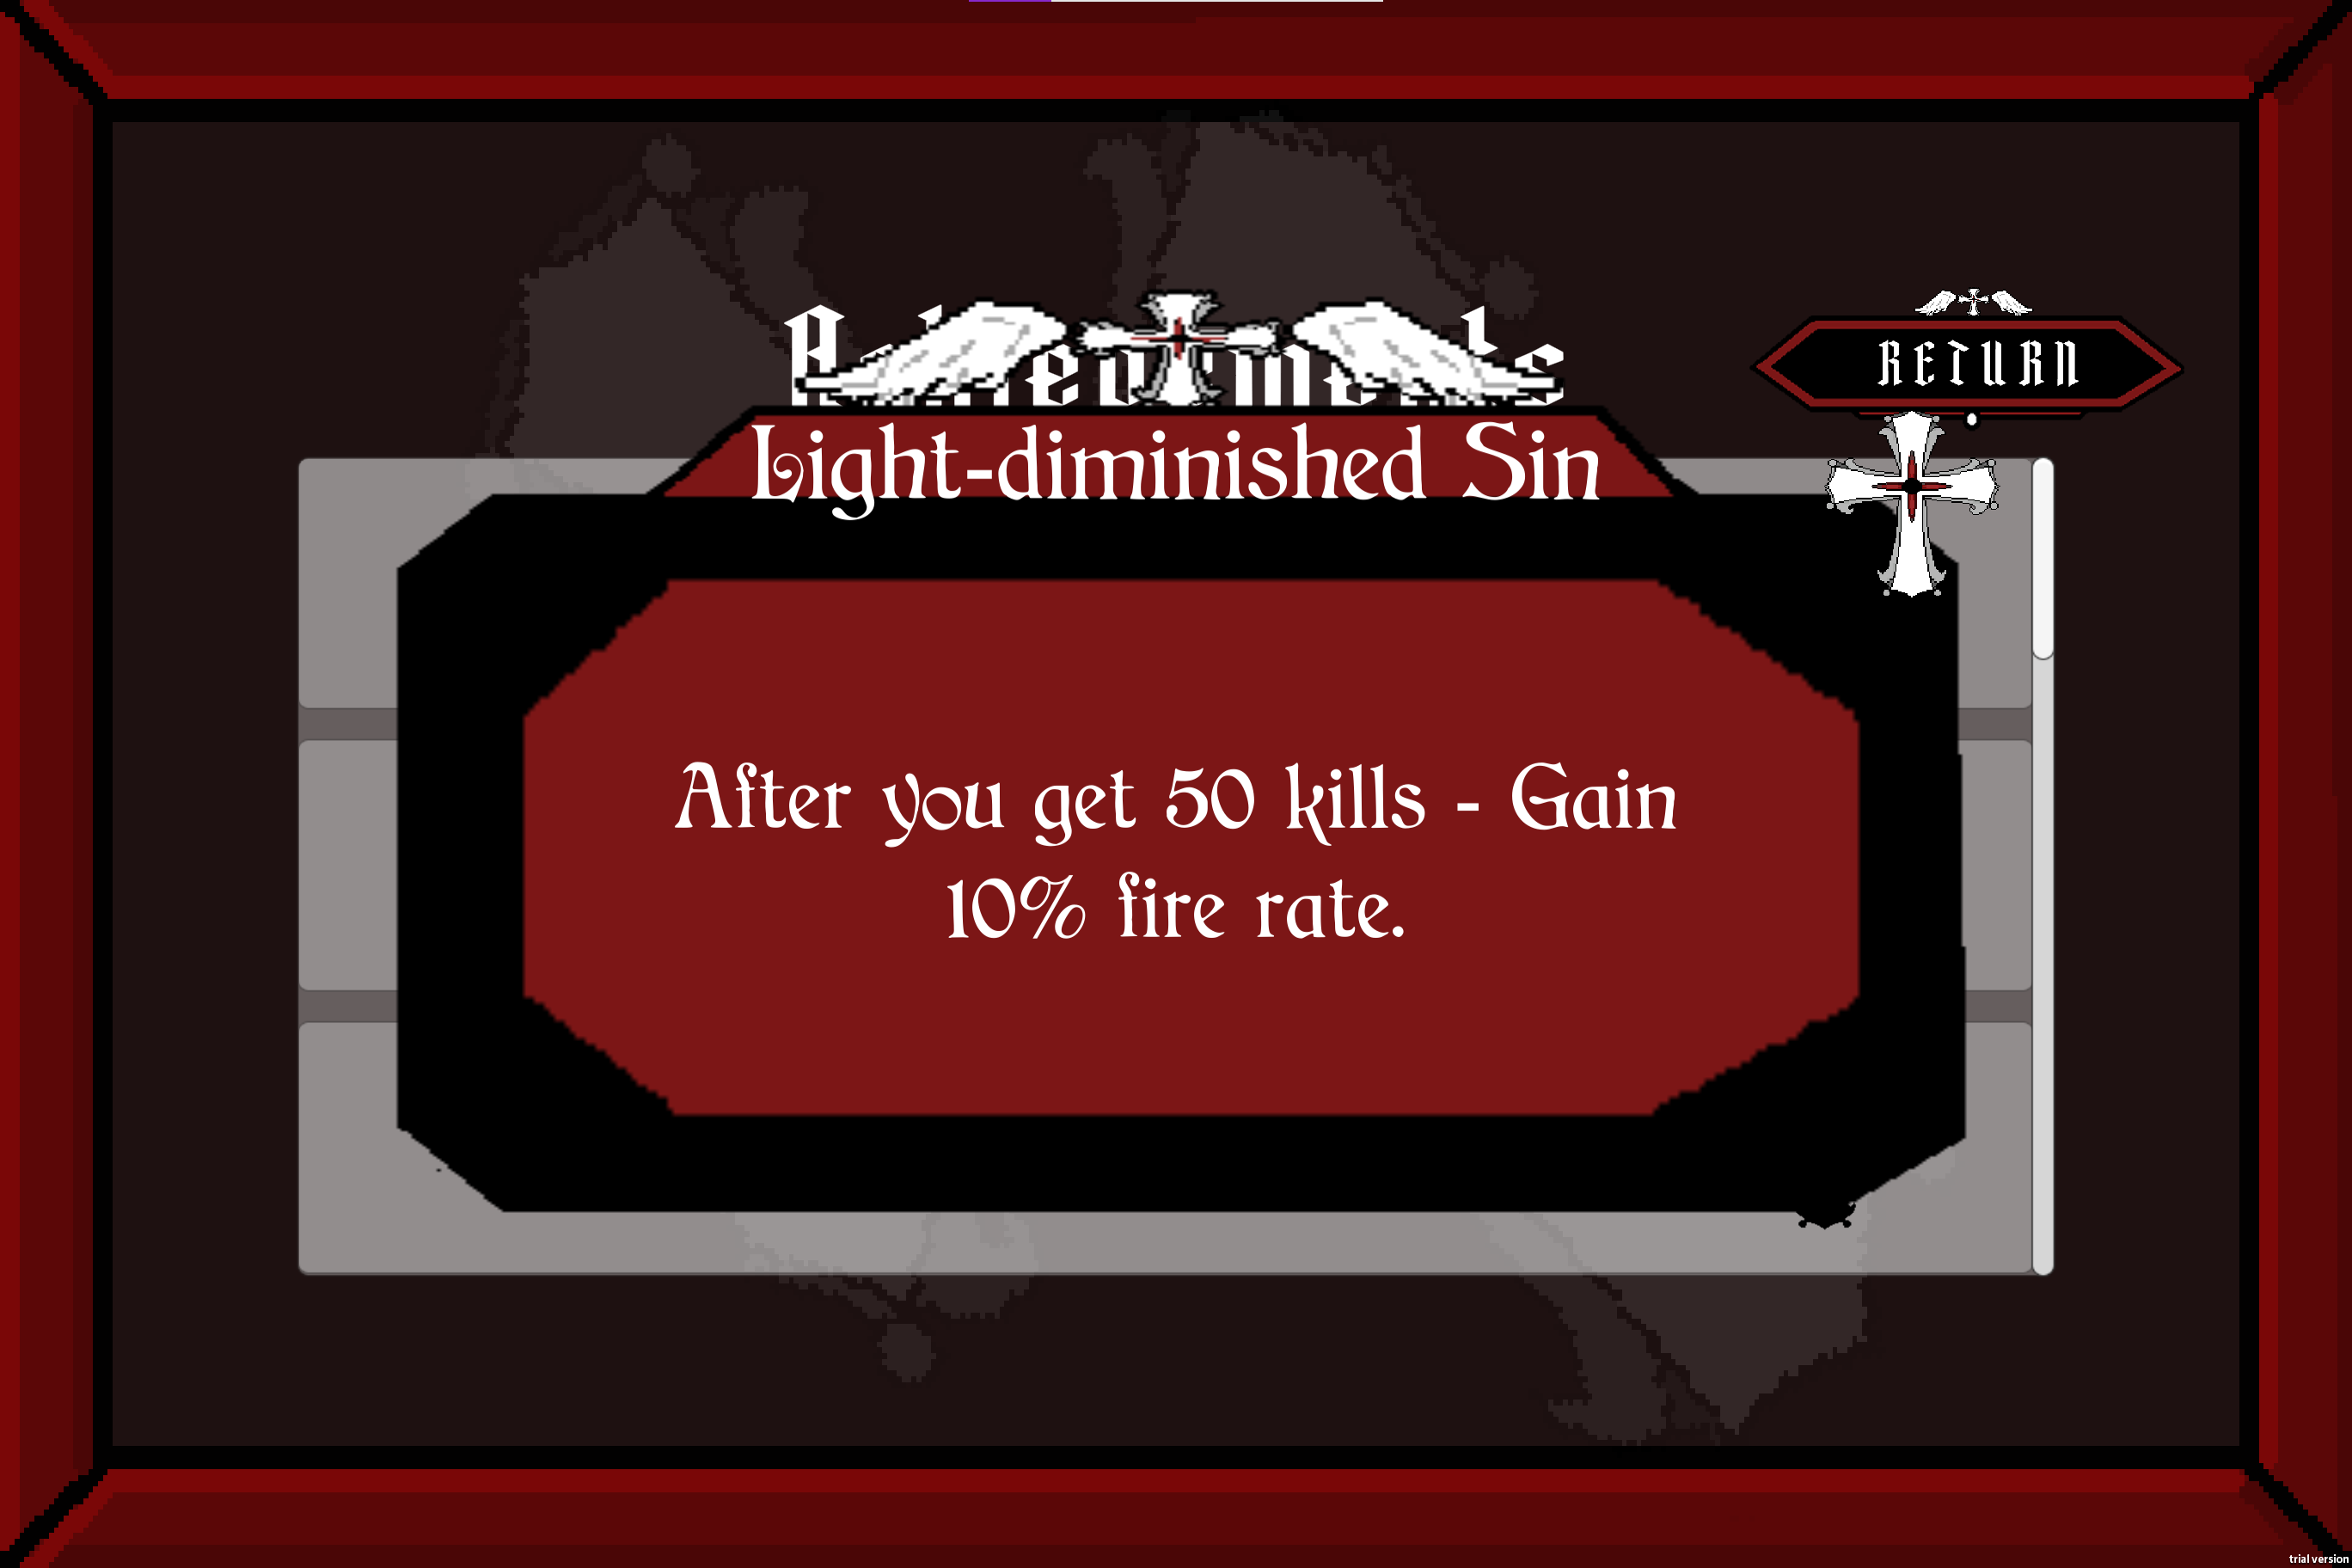 RETURN
Light-diminished Sin
After you get 50 kills - Gain
10% fire rate.
trial version